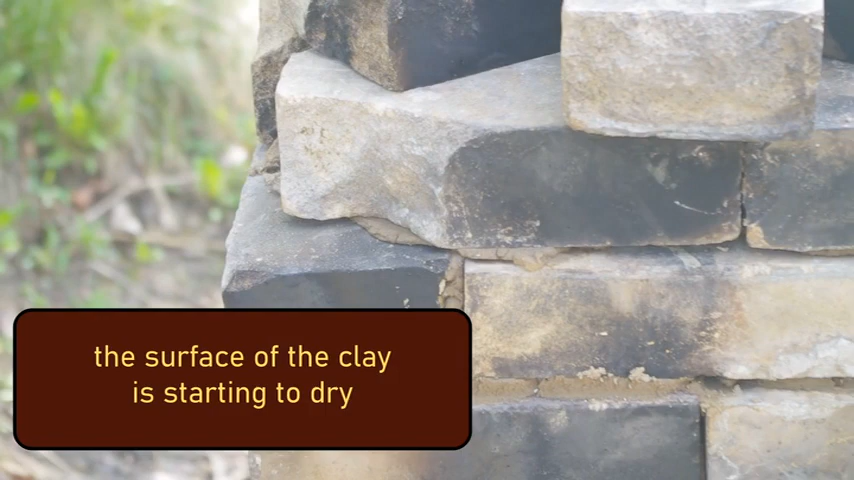 the surface of the clay
is starting to dry